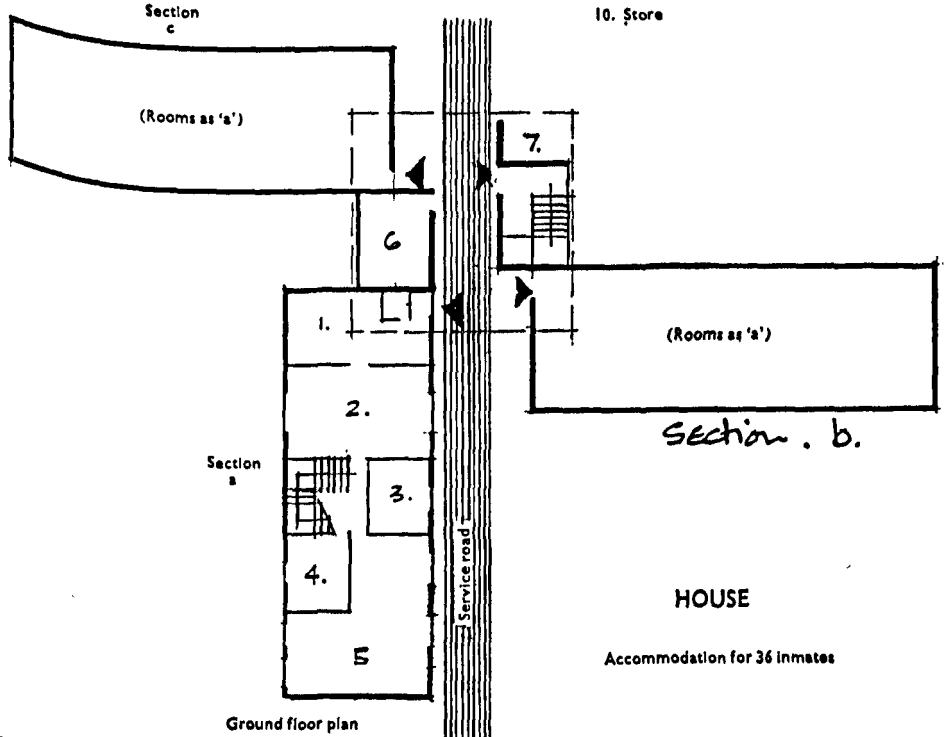 Section
c
10. Store
(Rooms as 'a')
7.
6
1.
2.
(Rooms as 'a')
Section. b.
Section
a
3.
4.
Service road
5
HOUSE
Accommodation for 36 inmates
Ground floor plan